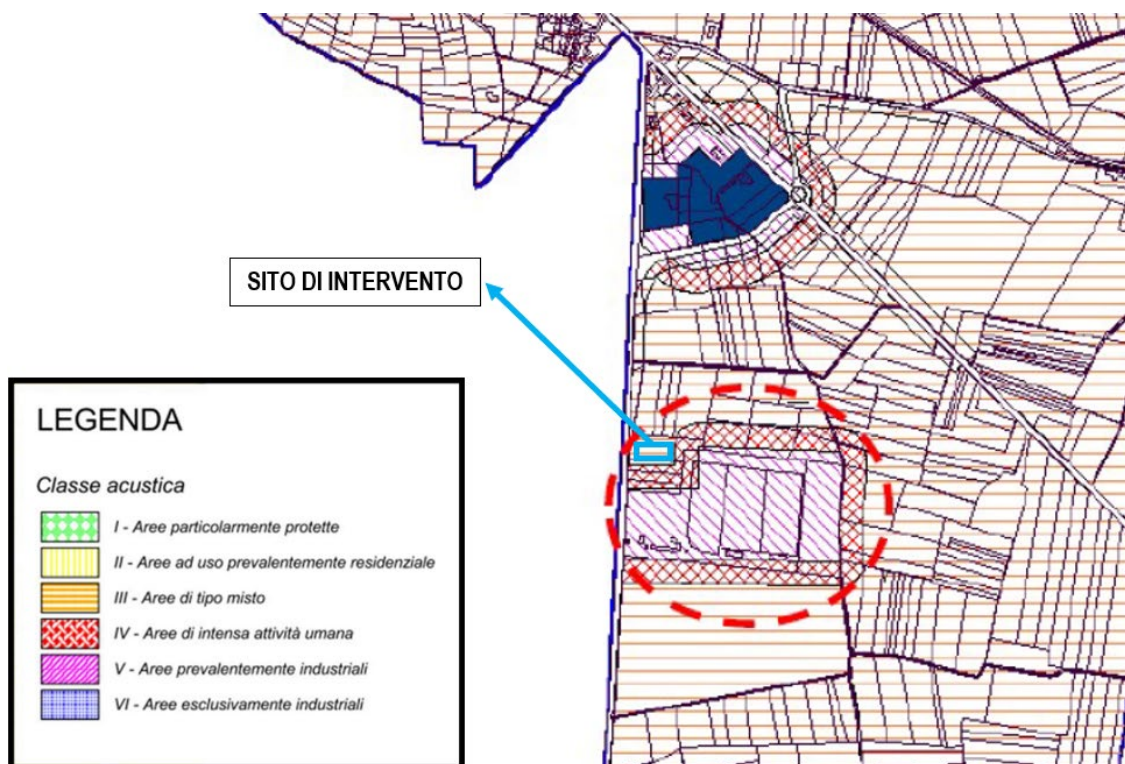 SITO DI INTERVENTO
LEGENDA
Classe acustica
I - Aree particolarmente protette
II - Aree ad uso prevalentemente residenziale
III - Aree di tipo misto
IV - Aree di intensa attività umana
V - Aree prevalentemente industriali
VI - Aree esclusivamente industriali